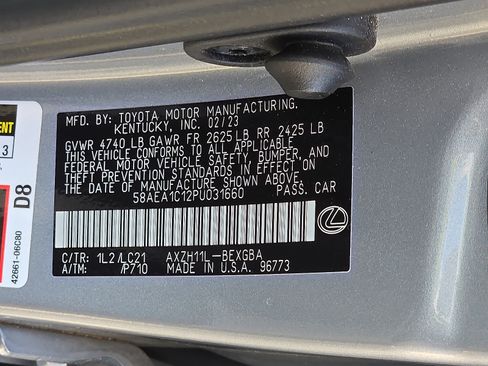 MFD. BY: TOYOTA MOTOR MANUFACTURING.
KENTUCKY, INC. 02/23
GVWR 4740 LB GAWR FR 2625 LB RR 2425 LB
THIS VEHICLE CONFORMS TO ALL APPLICABLE
FEDERAL MOTOR VEHICLE SAFETY, BUMPER, AND
THEFT PREVENTION STANDARDS IN EFFECT ON
THE DATE OF MANUFACTURE SHOWN ABOVE.
58AEA1C12PU031660 PASS. CAR
C/TR: 1L2/LC21 AXZH11L-BEXGBA
A/TM: /P710 MADE IN U.S.A. 96773
D8
42661-06C80
3